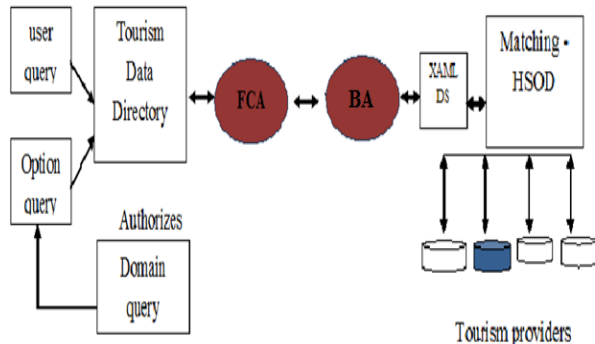 user
query
Tourism
Data
Directory
FCA
BA
XAML
DS
Matching -
HSOD
Option
query
Authorizes
Domain
query
Tourism providers